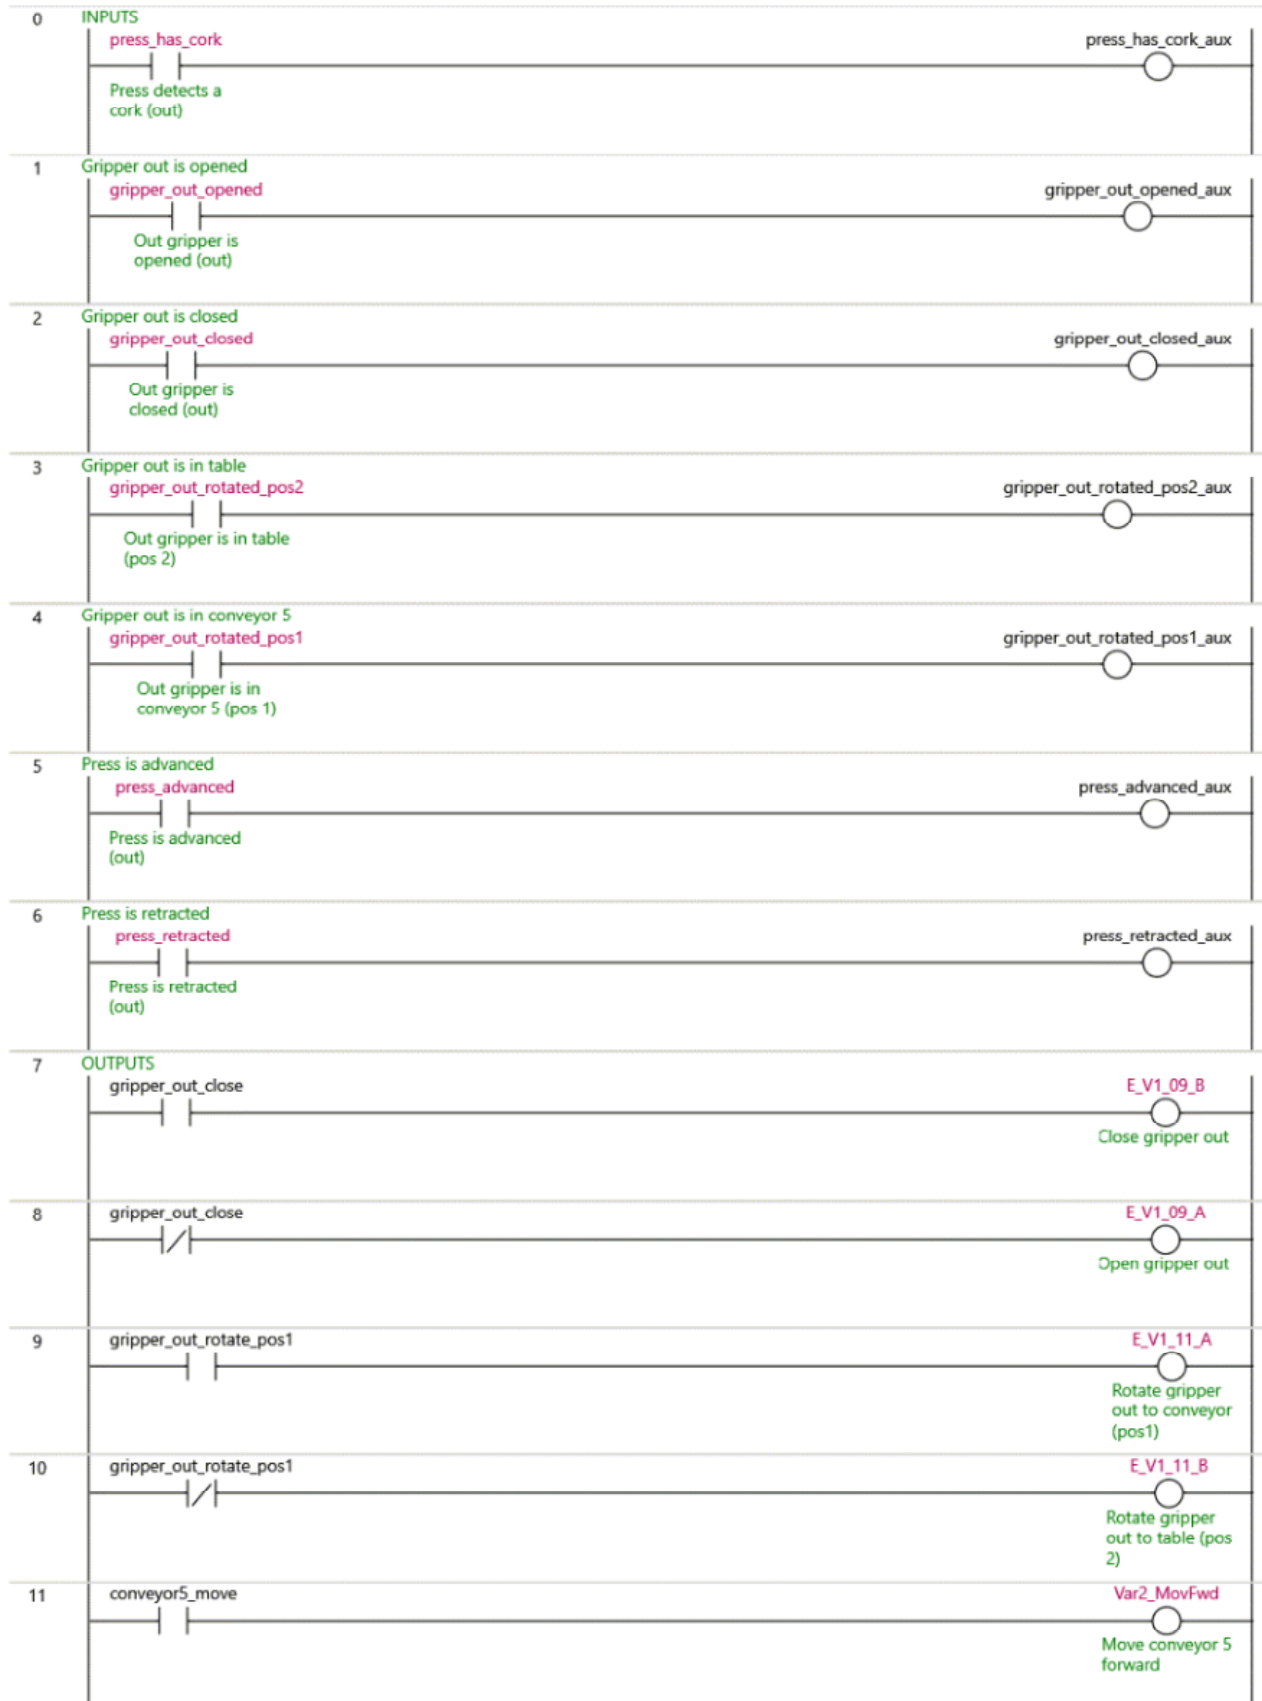 0 INPUTS
press_has_cork press_has_cork_aux
Press detects a
cork (out)
1 Gripper out is opened
gripper_out_opened gripper_out_opened_aux
Out gripper is
opened (out)
2 Gripper out is closed
gripper_out_closed gripper_out_closed_aux
Out gripper is
closed (out)
3 Gripper out is in table
gripper_out_rotated_pos2 gripper_out_rotated_pos2_aux
Out gripper is in table
(pos 2)
4 Gripper out is in conveyor 5
gripper_out_rotated_pos1 gripper_out_rotated_pos1_aux
Out gripper is in
conveyor 5 (pos 1)
5 Press is advanced
press_advanced press_advanced_aux
Press is advanced
(out)
6 Press is retracted
press_retracted press_retracted_aux
Press is retracted
(out)
7 OUTPUTS
gripper_out_close E_V1_09_B
Close gripper out
8 gripper_out_close E_V1_09_A
Open gripper out
9 gripper_out_rotate_pos1 E_V1_11_A
Rotate gripper
out to conveyor
(pos1)
10 gripper_out_rotate_pos1 E_V1_11_B
Rotate gripper
out to table (pos
2)
11 conveyor5_move Var2_MovFwd
Move conveyor 5
forward